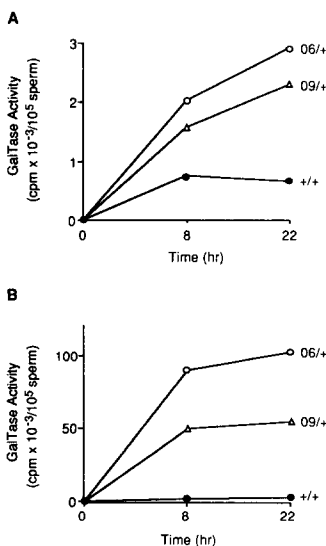 A
GalTase Activity
(cpm x 10⁻³/10⁵ sperm)
3
2
1
0
06/+
09/+
+/+
0
8
22
Time (hr)
B
GalTase Activity
(cpm x 10⁻³/10⁵ sperm)
100
50
0
06/+
09/+
+/+
0
8
22
Time (hr)